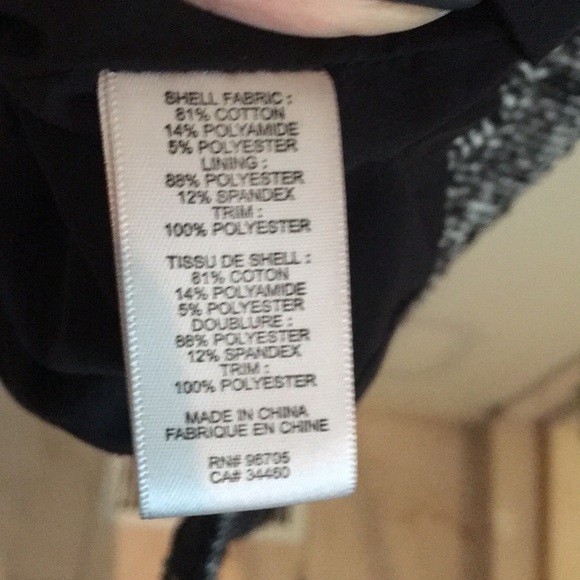 SHELL FABRIC :
81% COTTON
14% POLYAMIDE
5% POLYESTER
LINING :
88% POLYESTER
12% SPANDEX
TRIM :
100% POLYESTER
TISSU DE SHELL :
81% COTON
14% POLYAMIDE
5% POLYESTER
DOUBLURE :
88% POLYESTER
12% SPANDEX
TRIM :
100% POLYESTER
MADE IN CHINA
FABRIQUE EN CHINE
RN# 96705
CA# 34460